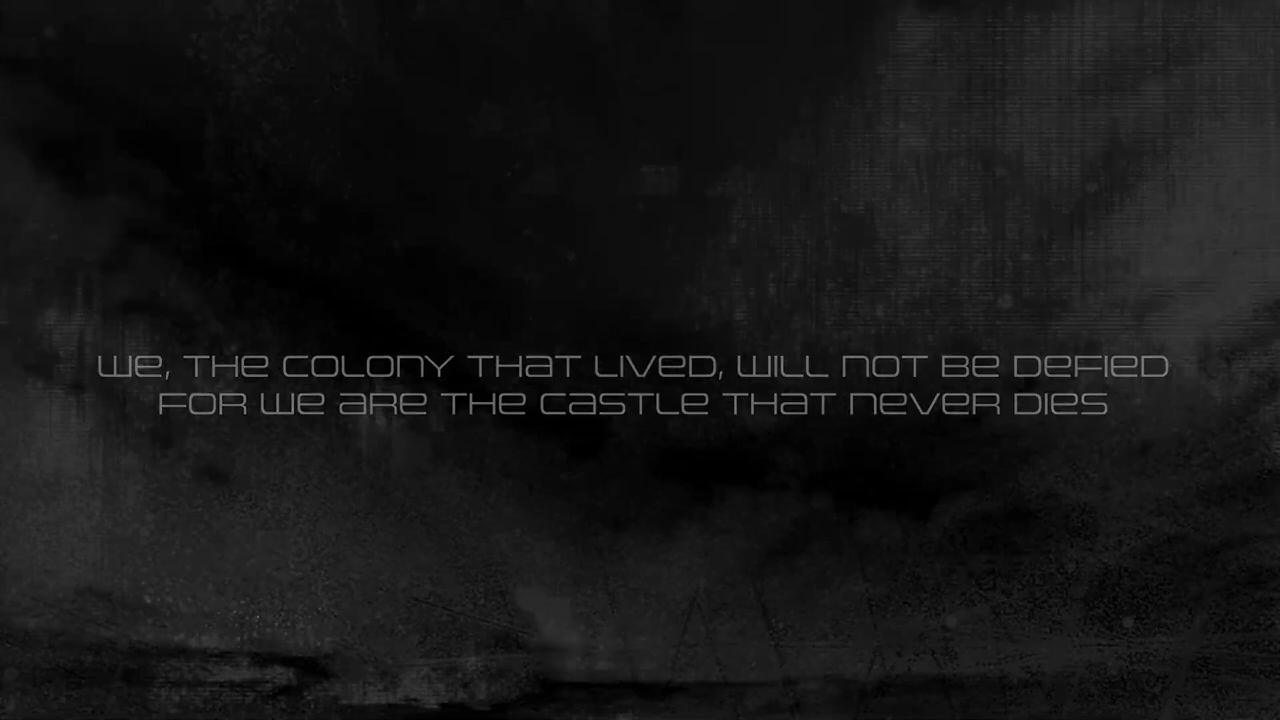 WE, THE COLONY THAT LIVED, WILL NOT BE DEFIED
FOR WE ARE THE CASTLE THAT NEVER DIES